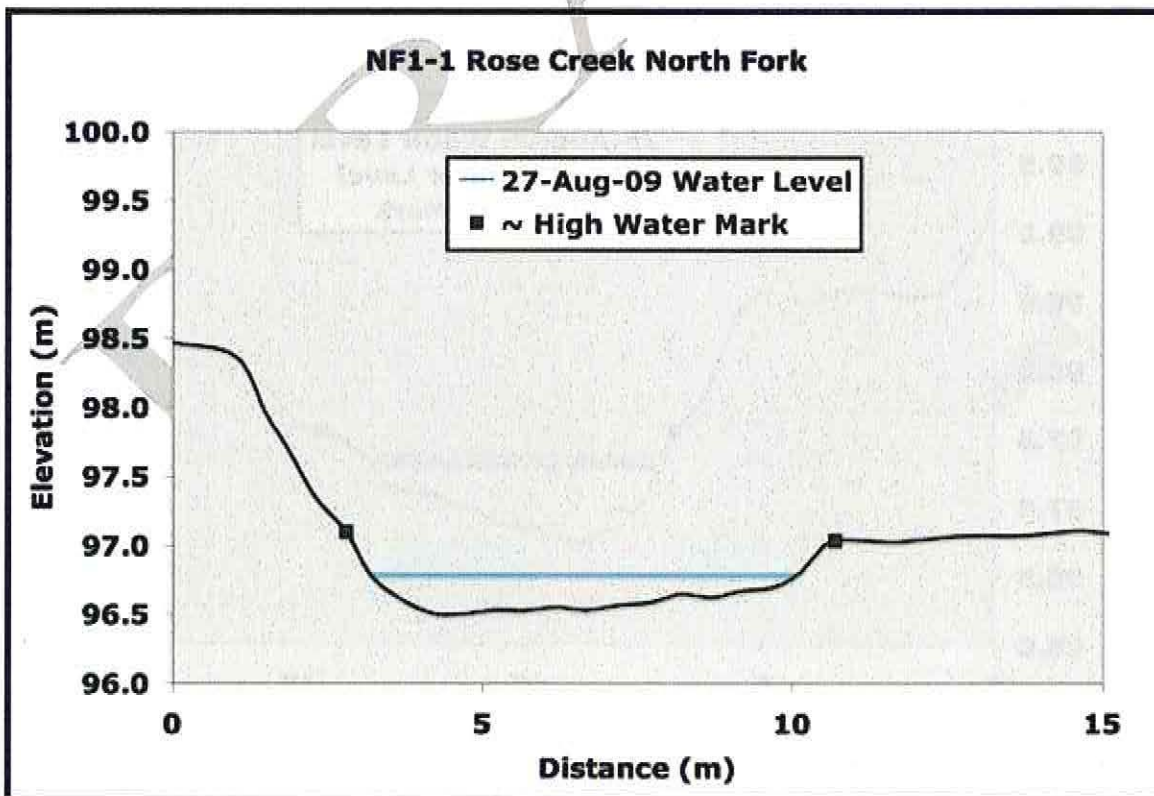 NF1-1 Rose Creek North Fork
27-Aug-09 Water Level
~ High Water Mark
Elevation (m)
100.0
99.5
99.0
98.5
98.0
97.5
97.0
96.5
96.0
0
5
10
15
Distance (m)